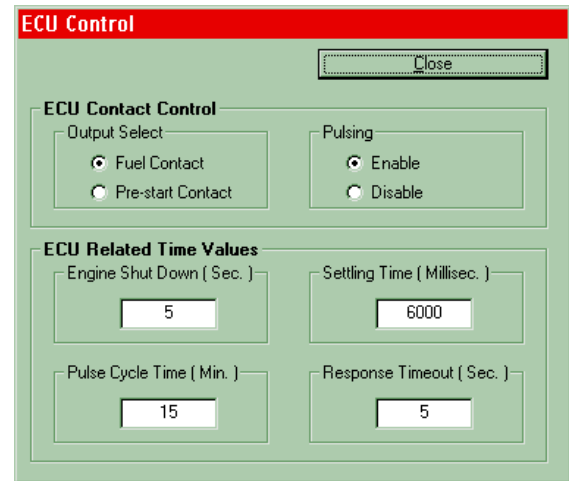 ECU Control
Close
ECU Contact Control
Output Select
Fuel Contact
Pre-start Contact
Pulsing
Enable
Disable
ECU Related Time Values
Engine Shut Down ( Sec. )
5
Settling Time ( Millisec. )
6000
Pulse Cycle Time ( Min. )
15
Response Timeout ( Sec. )
5